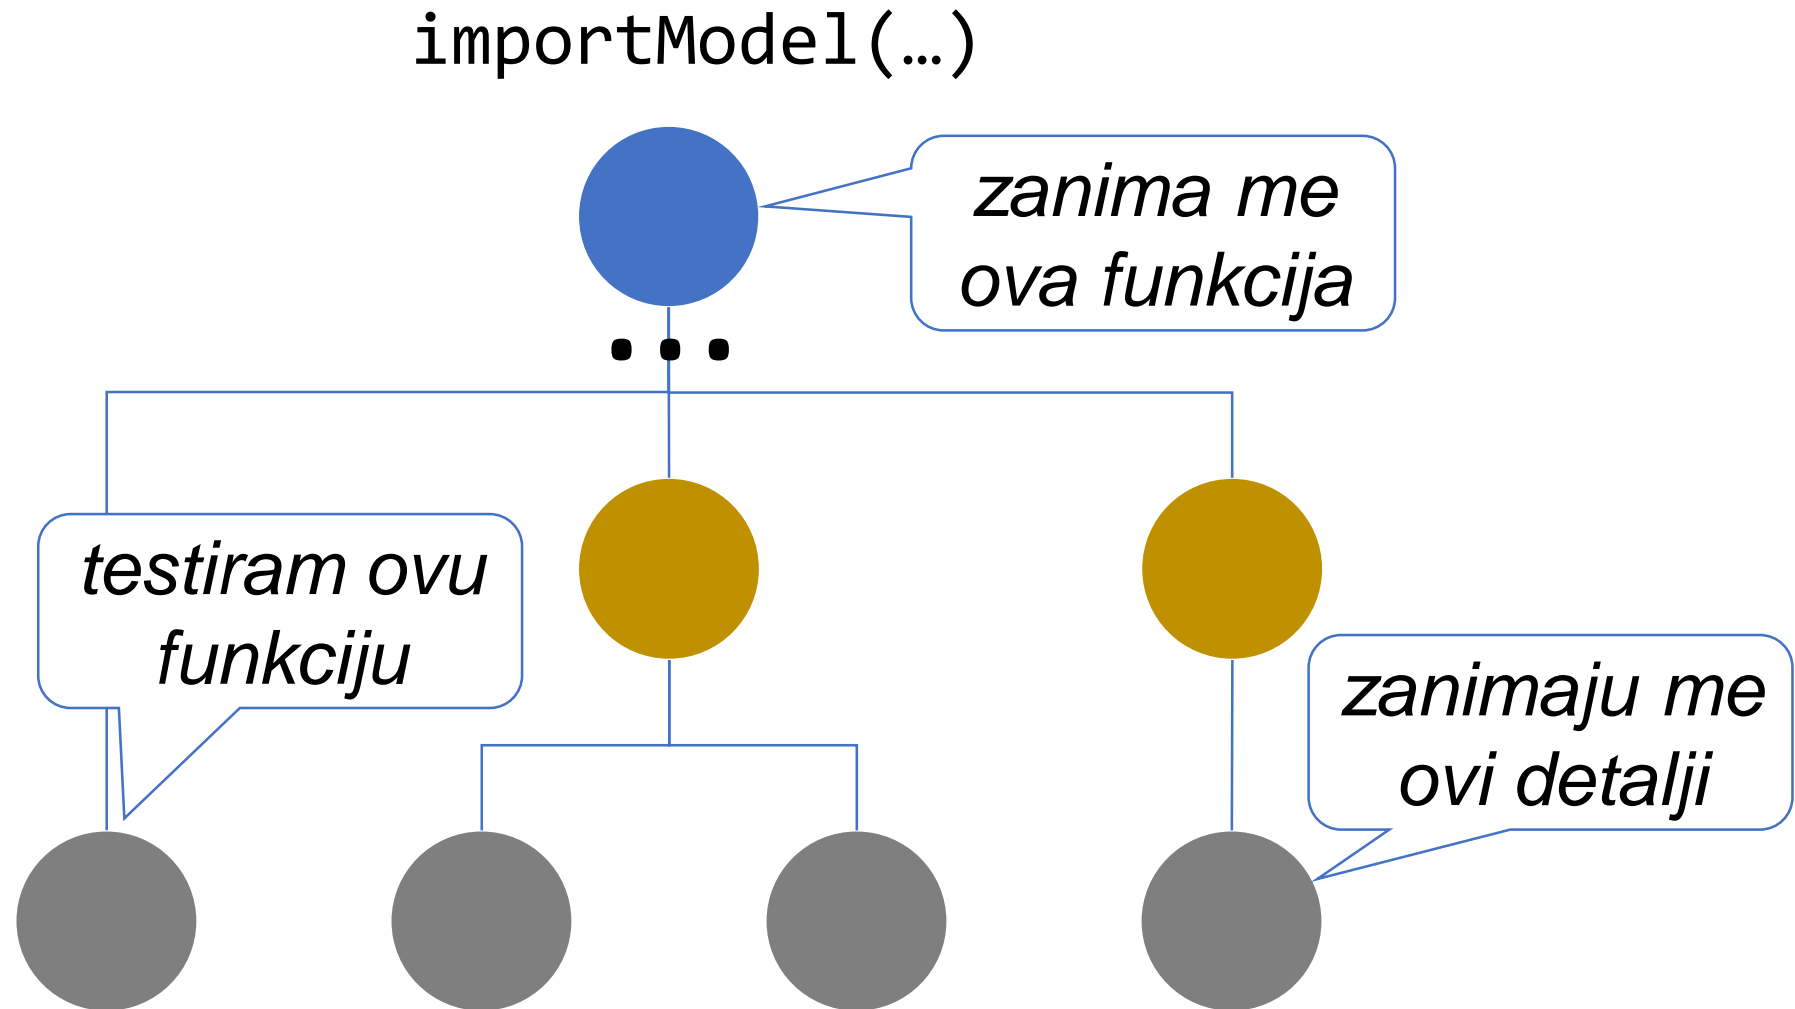 importModel(…)
zanima me
ova funkcija
...
testiram ovu
funkciju
zanimaju me
ovi detalji